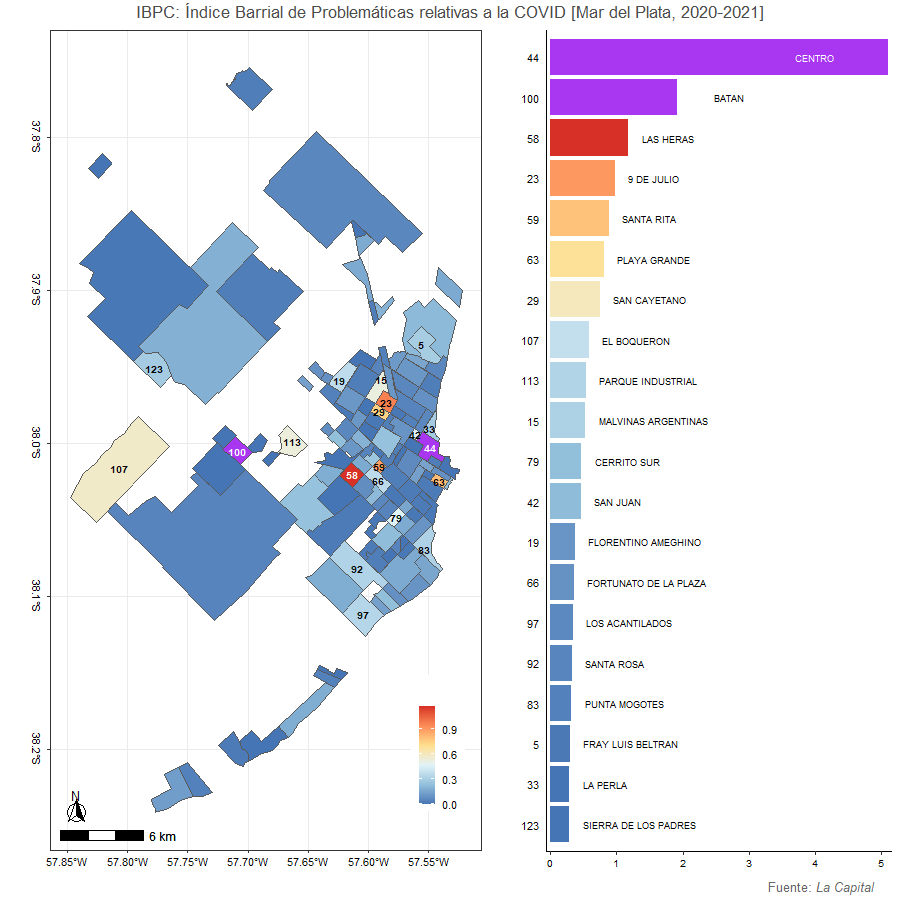 IBPC: Índice Barrial de Problemáticas relativas a la COVID [Mar del Plata, 2020-2021]
37.8°S
37.9°S
38.0°S
38.1°S
38.2°S
5
123
19
15
23
29
33
42
44
113
100
107
59
58
66
63
79
83
92
97
0.9
0.6
0.3
0.0
N
6 km
57.85°W 57.80°W 57.75°W 57.70°W 57.65°W 57.60°W 57.55°W
44 CENTRO
100 BATAN
58 LAS HERAS
23 9 DE JULIO
59 SANTA RITA
63 PLAYA GRANDE
29 SAN CAYETANO
107 EL BOQUERON
113 PARQUE INDUSTRIAL
15 MALVINAS ARGENTINAS
79 CERRITO SUR
42 SAN JUAN
19 FLORENTINO AMEGHINO
66 FORTUNATO DE LA PLAZA
97 LOS ACANTILADOS
92 SANTA ROSA
83 PUNTA MOGOTES
5 FRAY LUIS BELTRAN
33 LA PERLA
123 SIERRA DE LOS PADRES
0 1 2 3 4 5
Fuente: La Capital